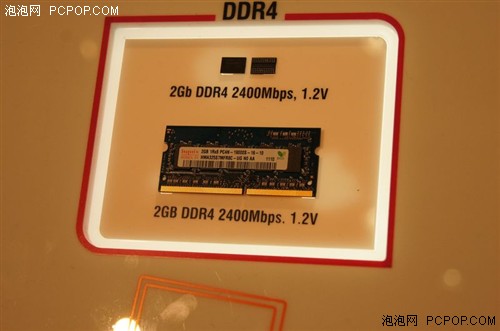 泡泡网 PCPOP.COM
DDR4
2Gb DDR4 2400Mbps, 1.2V
hynix
2GB DDR4 2400Mbps. 1.2V
泡泡网 PCPOP.COM